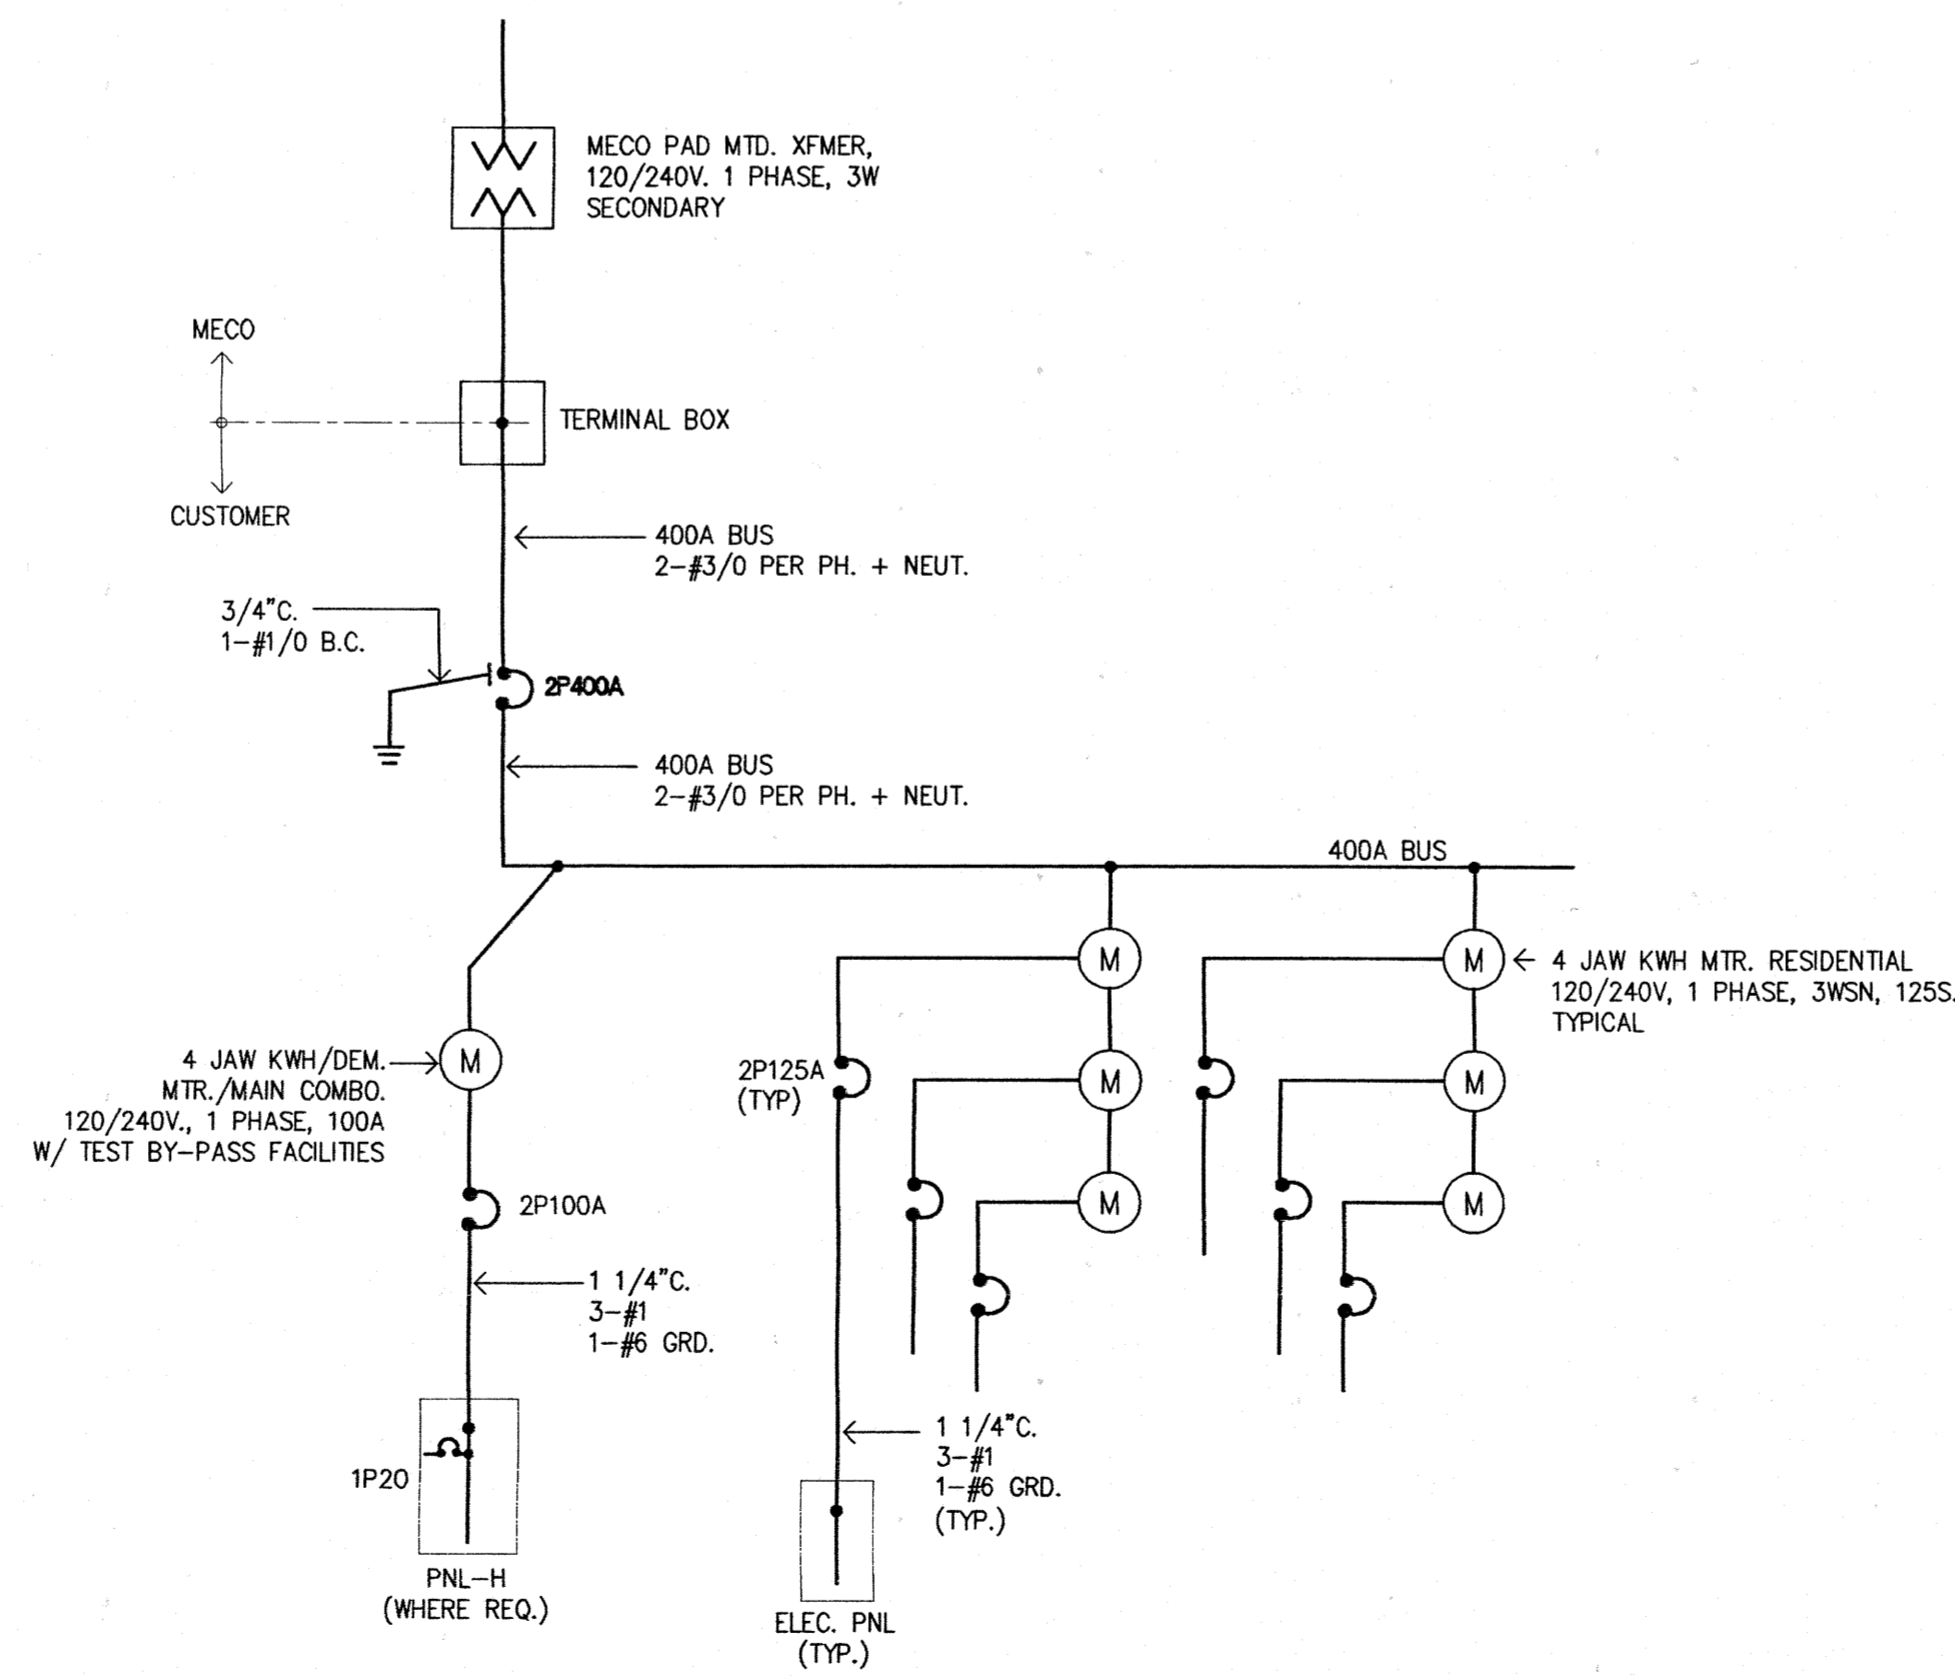 MECO PAD MTD. XFMER,
120/240V. 1 PHASE, 3W
SECONDARY
MECO
TERMINAL BOX
CUSTOMER
400A BUS
2-#3/0 PER PH. + NEUT.
3/4"C.
1-#1/0 B.C.
2P400A
400A BUS
2-#3/0 PER PH. + NEUT.
400A BUS
M
M
4 JAW KWH MTR. RESIDENTIAL
120/240V, 1 PHASE, 3WSN, 125S.
TYPICAL
4 JAW KWH/DEM.
MTR./MAIN COMBO.
120/240V., 1 PHASE, 100A
W/ TEST BY-PASS FACILITIES
M
2P125A
(TYP)
M
M
2P100A
M
M
1 1/4"C.
3-#1
1-#6 GRD.
1 1/4"C.
3-#1
1-#6 GRD.
(TYP.)
1P20
PNL-H
(WHERE REQ.)
ELEC. PNL
(TYP.)